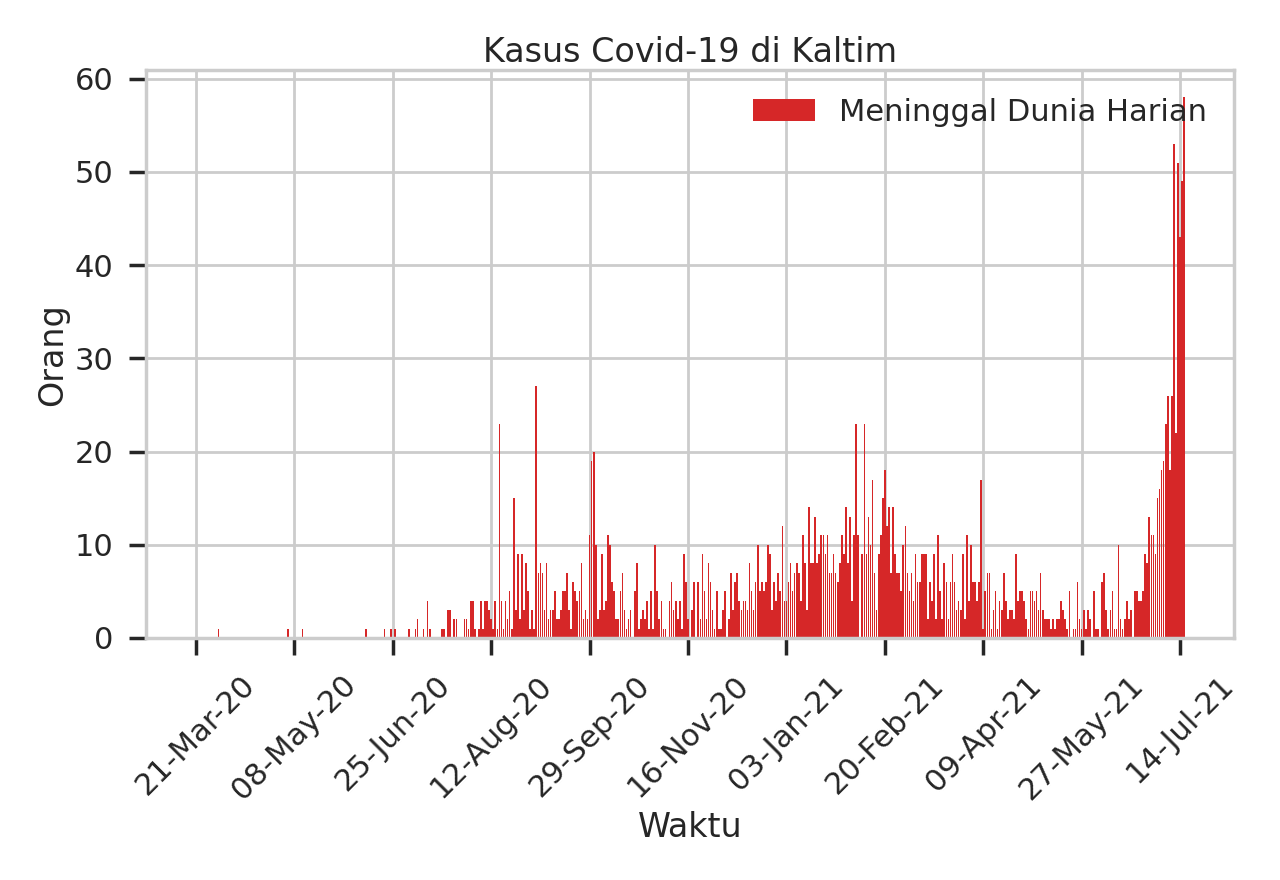 Kasus Covid-19 di Kaltim
Meninggal Dunia Harian
Orang
60
50
40
30
20
10
0
21-Mar-20
08-May-20
25-Jun-20
12-Aug-20
29-Sep-20
16-Nov-20
03-Jan-21
20-Feb-21
09-Apr-21
27-May-21
14-Jul-21
Waktu